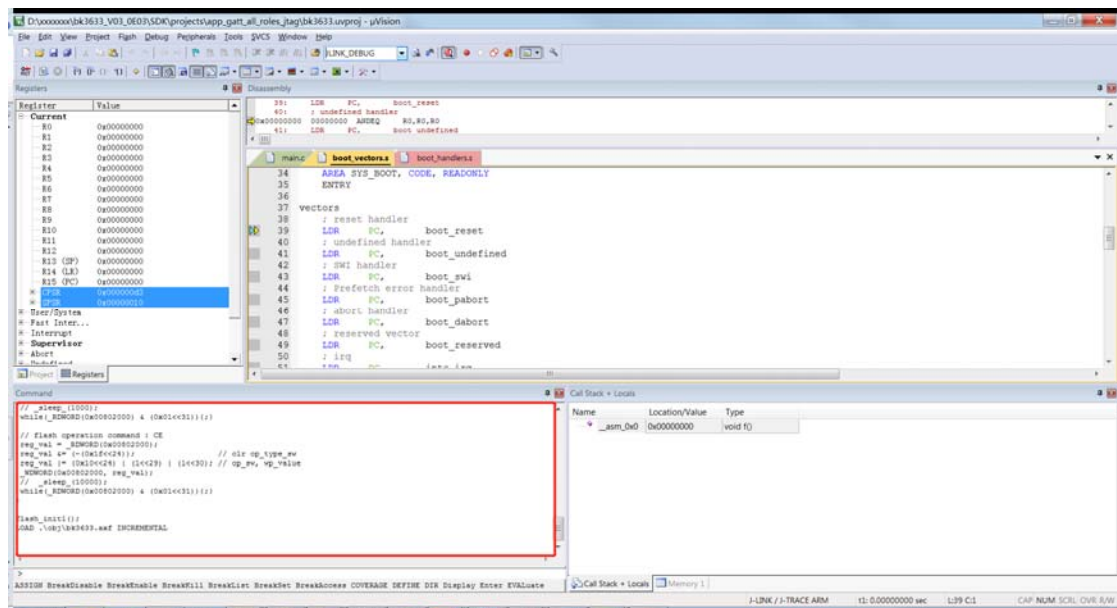 D:\xxxxxxx\bk3633_V03_0E03\SDK\projects\app_gatt_all_roles_jtag\bk3633.uvproj - µVision
File Edit View Project Flash Debug Peripherals Tools SVCS Window Help
JLINK_DEBUG
Registers
Register Value
Current
R0 0x00000000
R1 0x00000000
R2 0x00000000
R3 0x00000000
R4 0x00000000
R5 0x00000000
R6 0x00000000
R7 0x00000000
R8 0x00000000
R9 0x00000000
R10 0x00000000
R11 0x00000000
R12 0x00000000
R13 (SP) 0x00000000
R14 (LR) 0x00000000
R15 (PC) 0x00000000
CPSR 0x000000d3
SPSR 0x00000010
User/System
Fast Inter...
Interrupt
Supervisor
Abort
Project Registers
Disassembly
39: LDR PC, boot_reset
40: ; undefined handler
0x00000000 00000000 ANDEQ R0,R0,R0
41: LDR PC, boot_undefined
main.c boot_vectors.s boot_handlers.s
34 AREA SYS_BOOT, CODE, READONLY
35 ENTRY
36
37 vectors
38 ; reset handler
39 LDR PC, boot_reset
40 ; undefined handler
41 LDR PC, boot_undefined
42 ; SWI handler
43 LDR PC, boot_swi
44 ; Prefetch error handler
45 LDR PC, boot_pabort
46 ; abort handler
47 LDR PC, boot_dabort
48 ; reserved vector
49 LDR PC, boot_reserved
50 ; irq
Command
// _sleep_(1000);
while(_RDWORD(0x00802000) & (0x01<<31)){;}
// flash operation command : CE
reg_val = _RDWORD(0x00802000);
reg_val &= (~(0x1f<<24)); // clr op_type_sw
reg_val |= (0x10<<24) | (1<<29) | (1<<30); // op_sw, wp_value
_WDWORD(0x00802000, reg_val);
// _sleep_(10000);
while(_RDWORD(0x00802000) & (0x01<<31)){;}
flash_init1();
LOAD .\obj\bk3633.axf INCREMENTAL
>
ASSIGN BreakDisable BreakEnable BreakKill BreakList BreakSet BreakAccess COVERAGE DEFINE DIR Display Enter EVALuate
Call Stack + Locals
Name Location/Value Type
__asm_0x0 0x00000000 void f()
Call Stack + Locals Memory 1
J-LINK / J-TRACE ARM t1: 0.00000000 sec L:39 C:1 CAP NUM SCRL OVR R/W